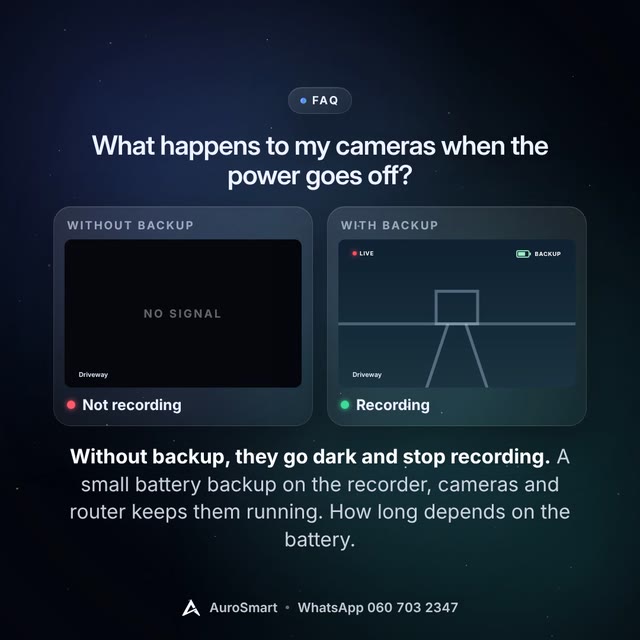 FAQ
What happens to my cameras when the
power goes off?
WITHOUT BACKUP
NO SIGNAL
Driveway
Not recording
WITH BACKUP
LIVE
BACKUP
Driveway
Recording
Without backup, they go dark and stop recording. A
small battery backup on the recorder, cameras and
router keeps them running. How long depends on the
battery.
AuroSmart • WhatsApp 060 703 2347